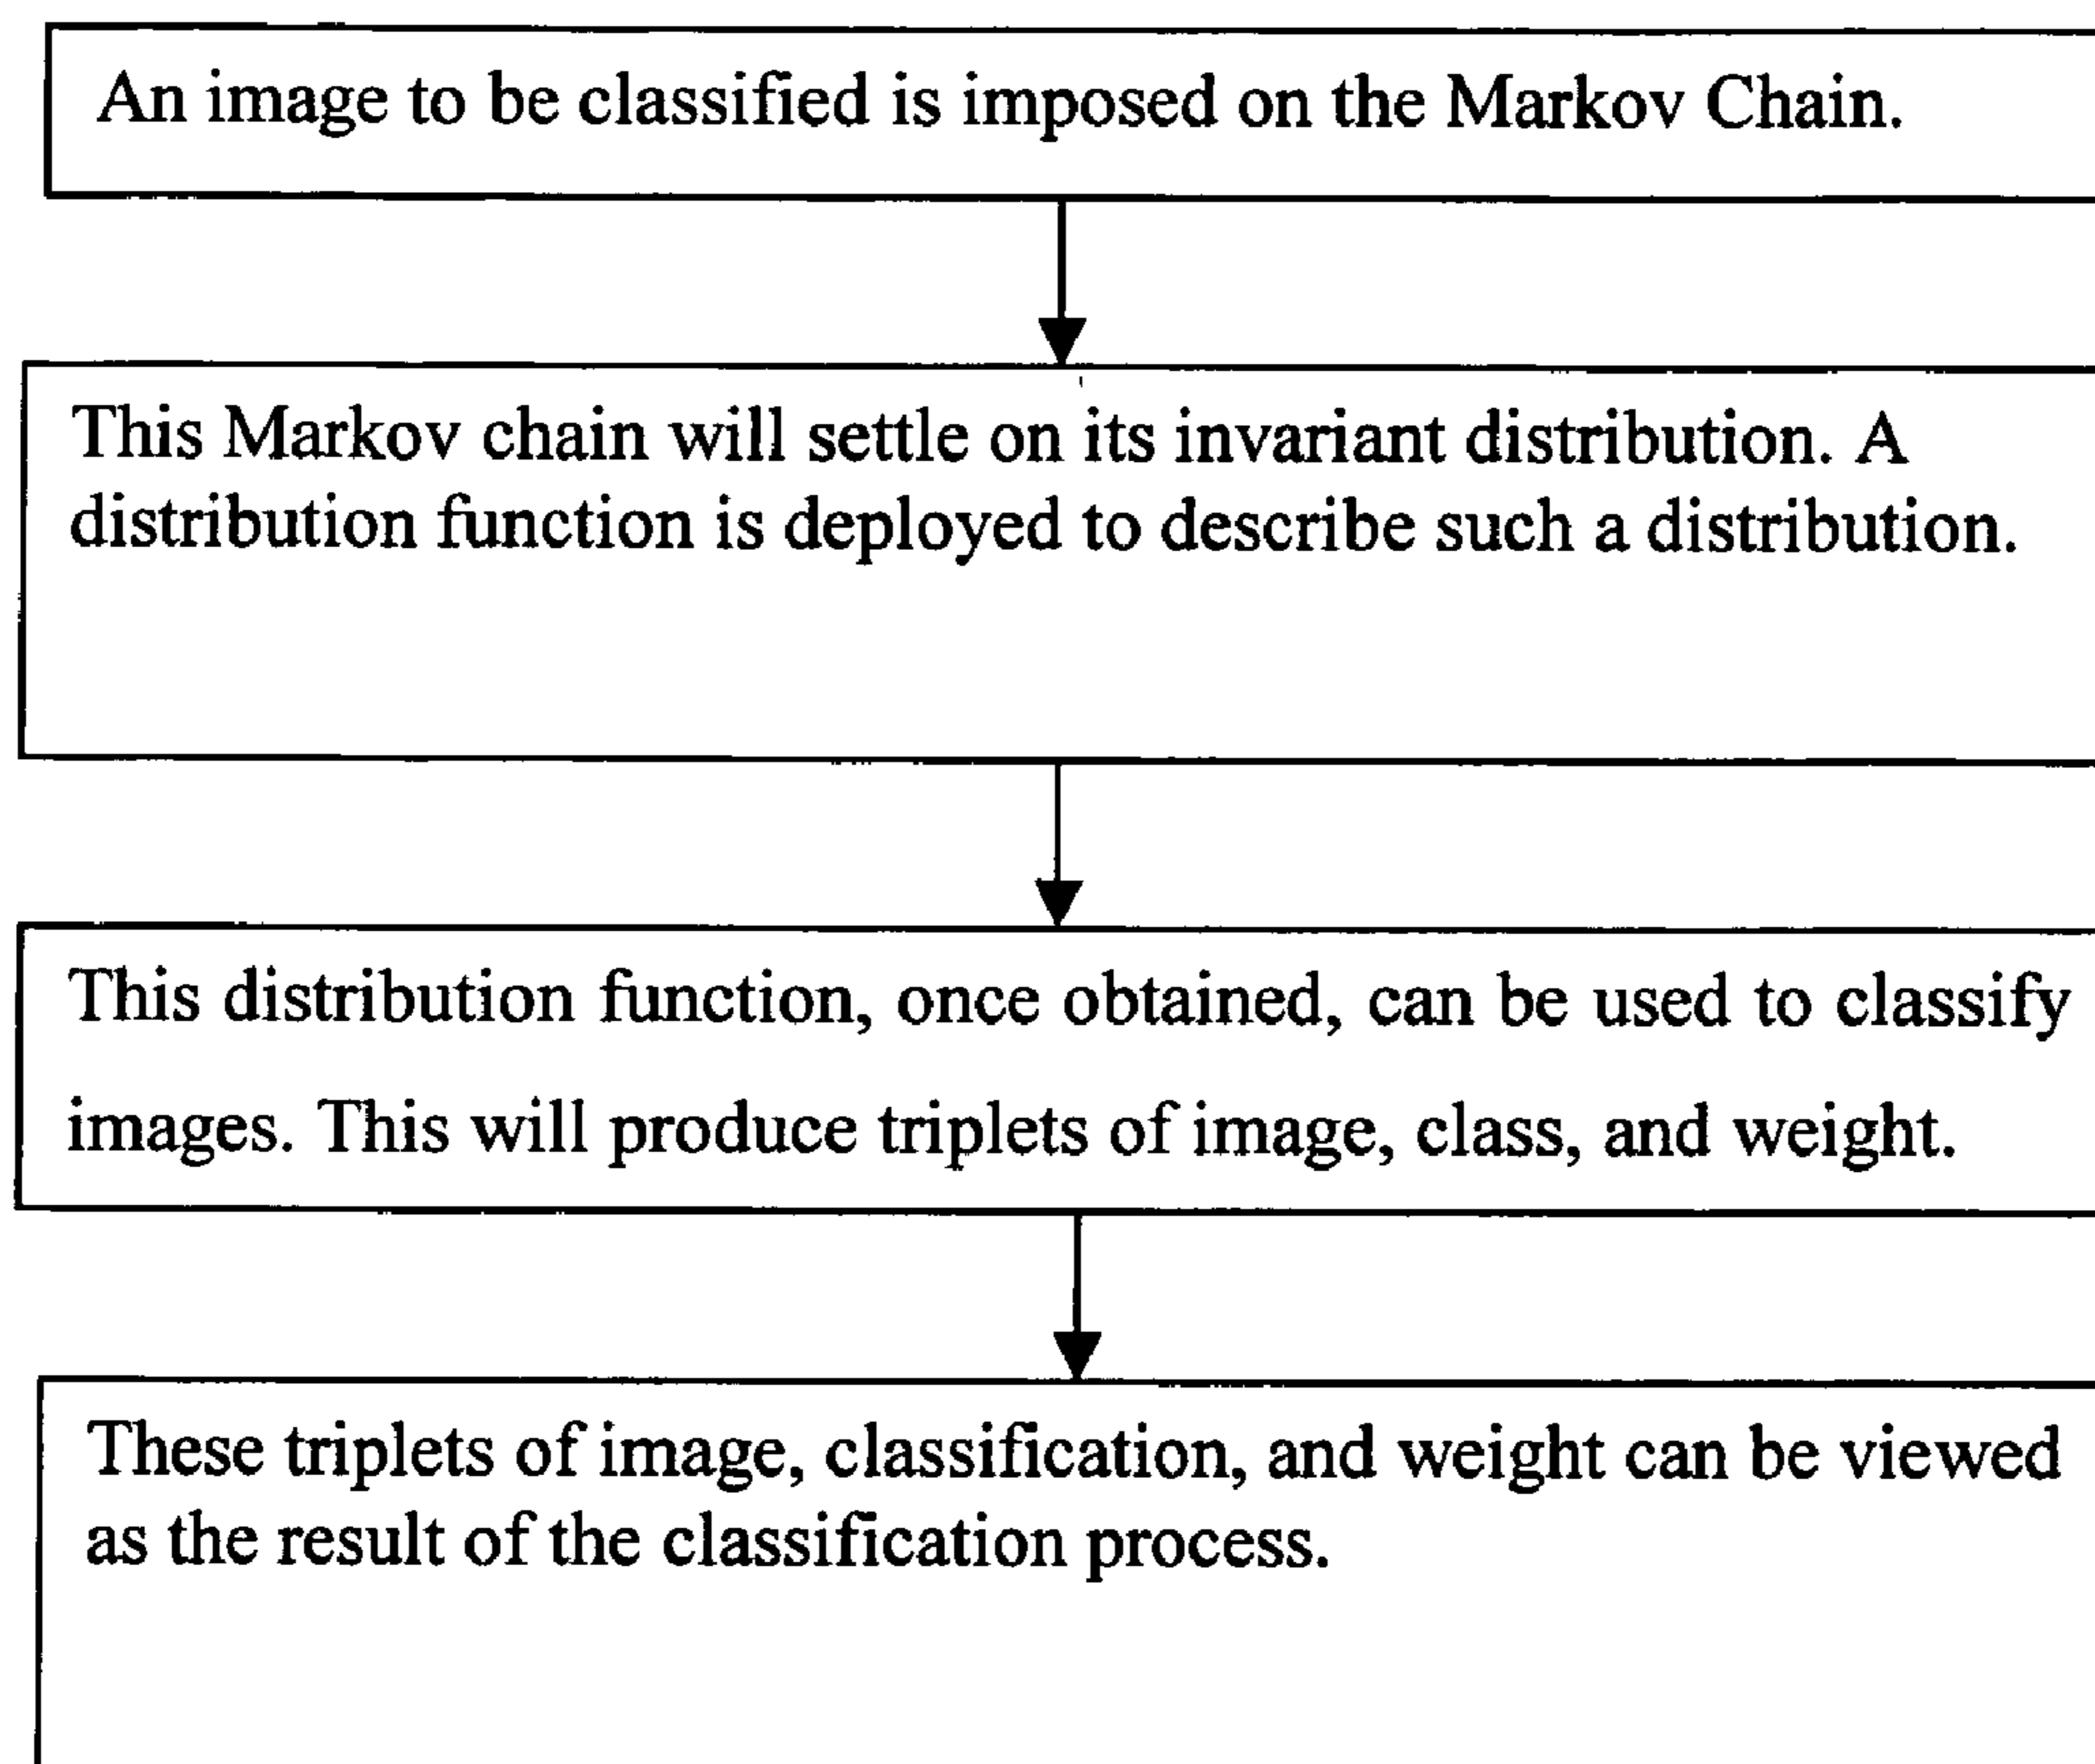 An image to be classified is imposed on the Markov Chain.
This Markov chain will settle on its invariant distribution. A
distribution function is deployed to describe such a distribution.
This distribution function, once obtained, can be used to classify
images. This will produce triplets of image, class, and weight.
These triplets of image, classification, and weight can be viewed
as the result of the classification process.